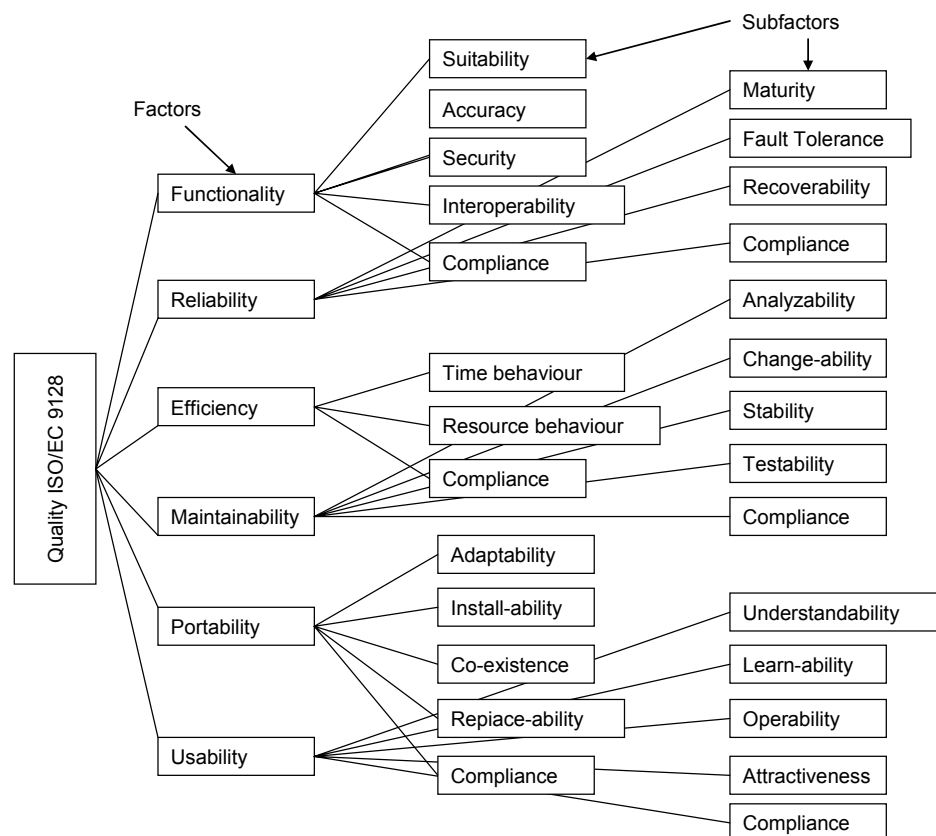 Subfactors
Factors
Quality ISO/EC 9128
Functionality
Suitability
Accuracy
Security
Interoperability
Compliance
Reliability
Maturity
Fault Tolerance
Recoverability
Compliance
Efficiency
Time behaviour
Resource behaviour
Compliance
Maintainability
Analyzability
Change-ability
Stability
Testability
Compliance
Portability
Adaptability
Install-ability
Co-existence
Repiace-ability
Compliance
Usability
Understandability
Learn-ability
Operability
Attractiveness
Compliance